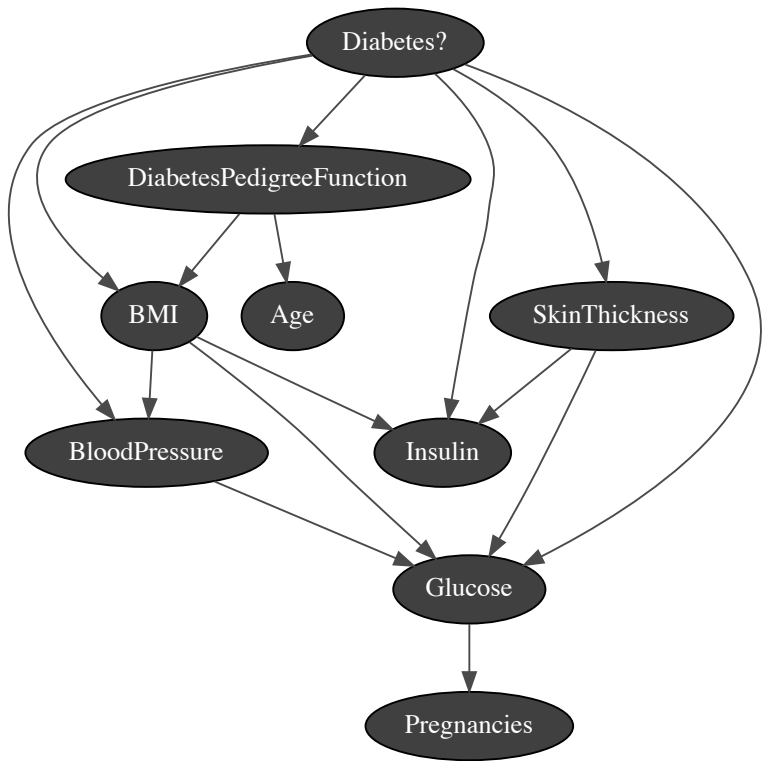 Diabetes?
DiabetesPedigreeFunction
BMI
Age
SkinThickness
BloodPressure
Insulin
Glucose
Pregnancies